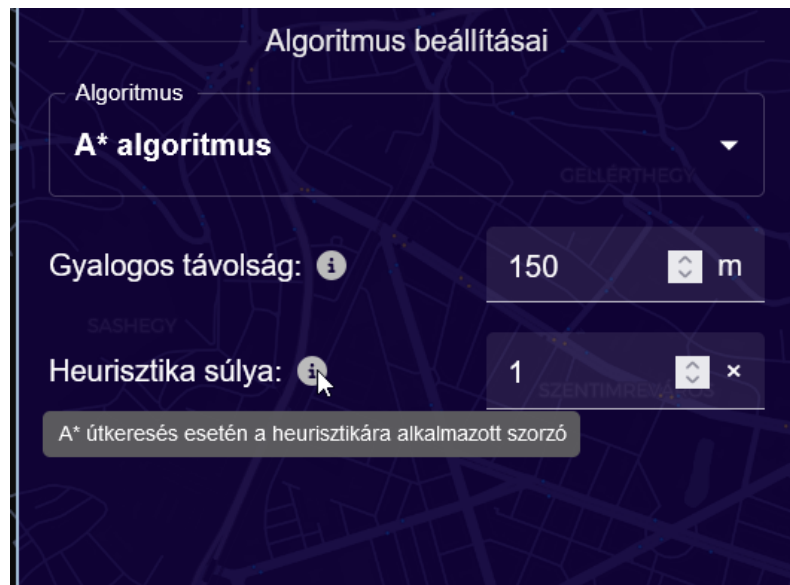 Algoritmus beállításai
Algoritmus
A* algoritmus
GELLÉRTHEGY
Gyalogos távolság:
150
m
SASHEGY
Heurisztika súlya:
1
×
SZENTIMREVÁROS
A* útkeresés esetén a heurisztikára alkalmazott szorzó